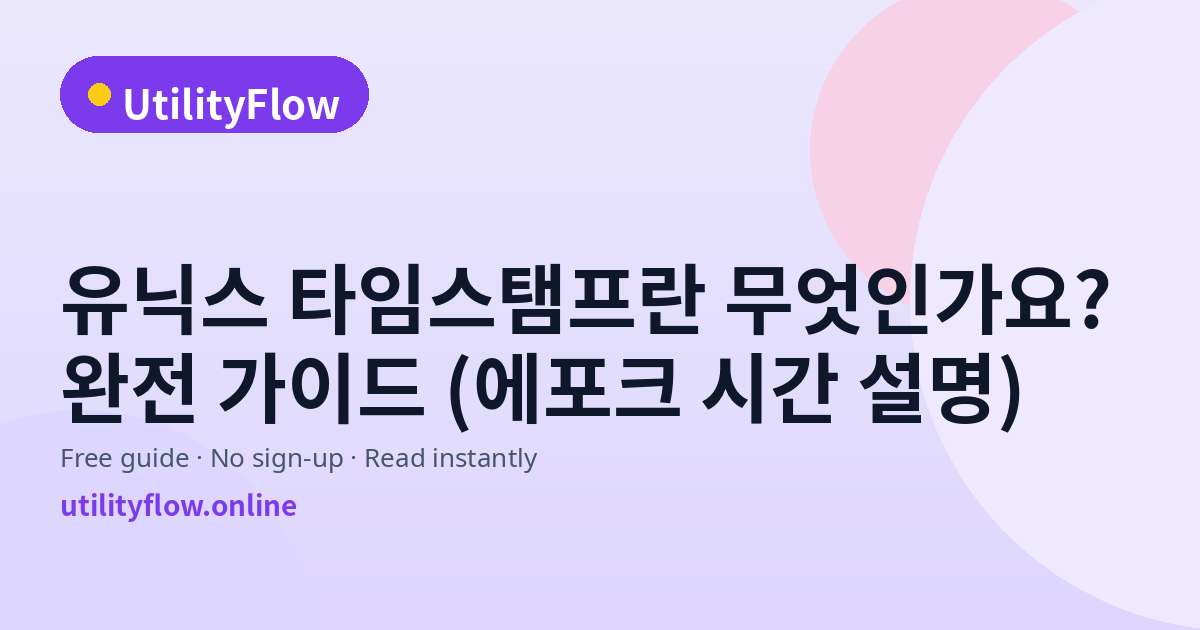 UtilityFlow
유닉스 타임스탬프란 무엇인가요?
완전 가이드 (에포크 시간 설명)
Free guide · No sign-up · Read instantly
utilityflow.online